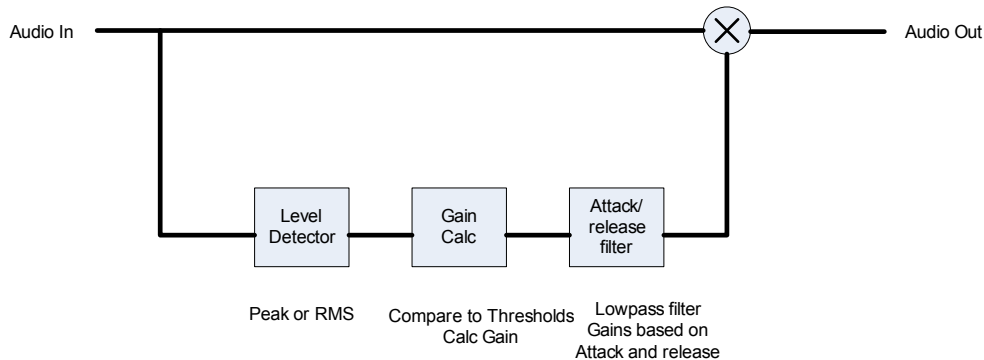 Audio In
Audio Out
Level
Detector
Gain
Calc
Attack/
release
filter
Peak or RMS
Compare to Thresholds
Calc Gain
Lowpass filter
Gains based on
Attack and release